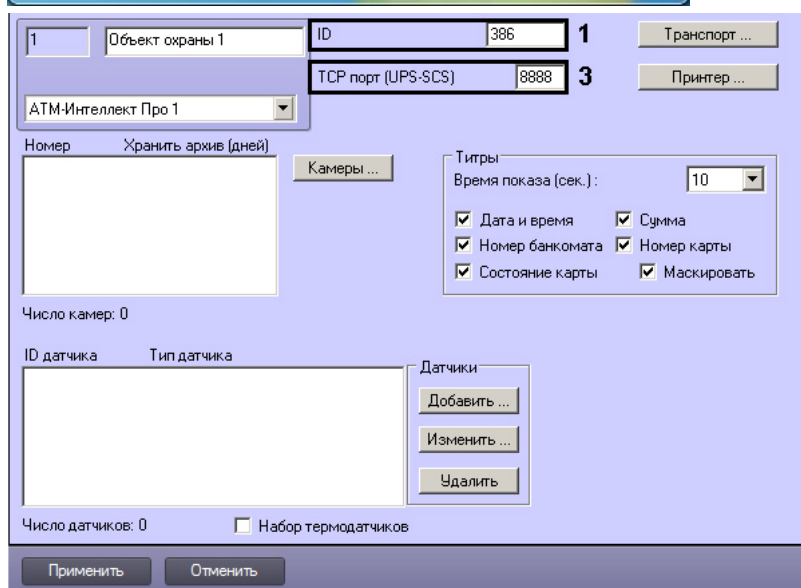 1 Объект охраны 1 ID 386 1 Транспорт ...
TCP порт (UPS-SCS) 8888 3 Принтер ...
АТМ-Интеллект Про 1
Номер Хранить архив (дней)
Камеры ...
Титры
Время показа (сек.) : 10
Дата и время Сумма
Номер банкомата Номер карты
Состояние карты Маскировать
Число камер: 0
ID датчика Тип датчика
Датчики
Добавить ...
Изменить ...
Удалить
Число датчиков: 0 Набор термодатчиков
Применить Отменить